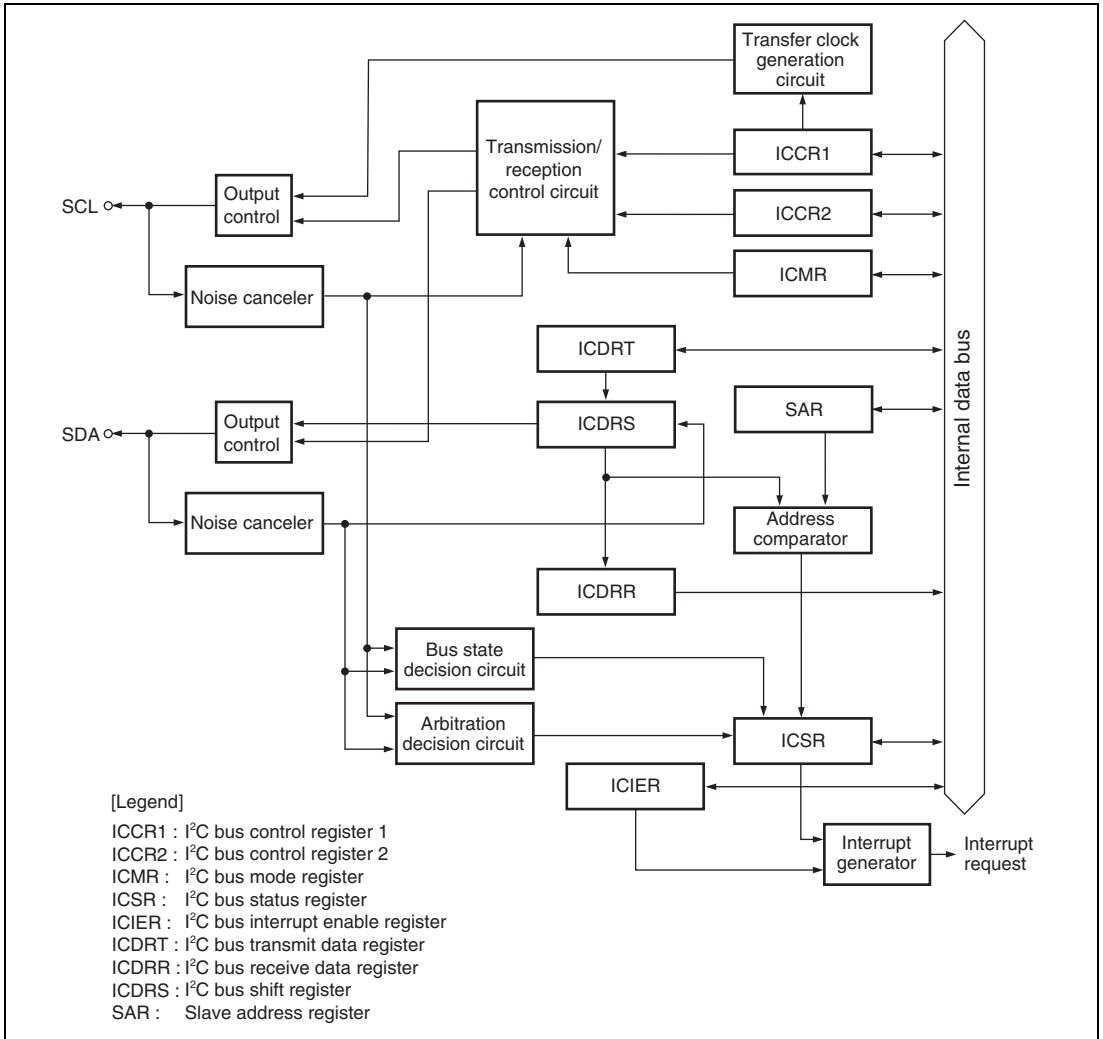 Transfer clock
generation
circuit
Transmission/
reception
control circuit
ICCR1
SCL
Output
control
ICCR2
ICMR
Noise canceler
ICDRT
SDA
Output
control
ICDRS
SAR
Internal data bus
Noise canceler
Address
comparator
ICDRR
Bus state
decision circuit
Arbitration
decision circuit
ICSR
ICIER
Interrupt
generator
Interrupt
request
[Legend]
ICCR1 : I²C bus control register 1
ICCR2 : I²C bus control register 2
ICMR : I²C bus mode register
ICSR : I²C bus status register
ICIER : I²C bus interrupt enable register
ICDRT : I²C bus transmit data register
ICDRR : I²C bus receive data register
ICDRS : I²C bus shift register
SAR : Slave address register